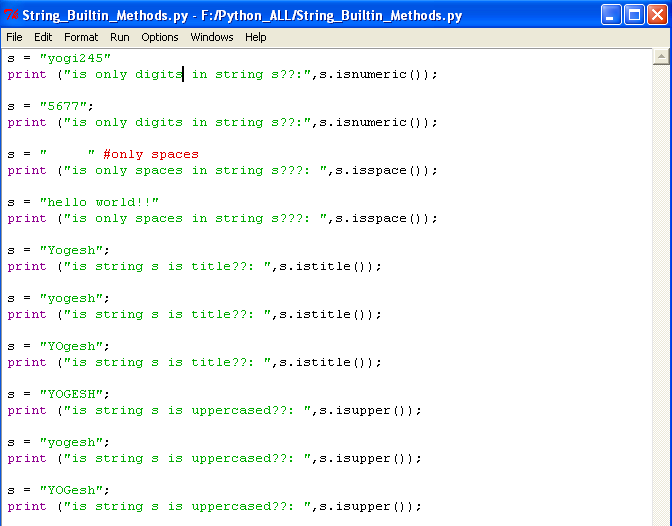 String_Builtin_Methods.py - F:/Python_ALL/String_Builtin_Methods.py
File Edit Format Run Options Windows Help
s = "yogi245"
print ("is only digits in string s??:",s.isnumeric());
s = "5677";
print ("is only digits in string s??:",s.isnumeric());
s = "      " #only spaces
print ("is only spaces in string s???: ",s.isspace());
s = "hello world!!"
print ("is only spaces in string s???: ",s.isspace());
s = "Yogesh";
print ("is string s is title??: ",s.istitle());
s = "yogesh";
print ("is string s is title??: ",s.istitle());
s = "YOgesh";
print ("is string s is title??: ",s.istitle());
s = "YOGESH";
print ("is string s is uppercased??: ",s.isupper());
s = "yogesh";
print ("is string s is uppercased??: ",s.isupper());
s = "YOGesh";
print ("is string s is uppercased??: ",s.isupper());